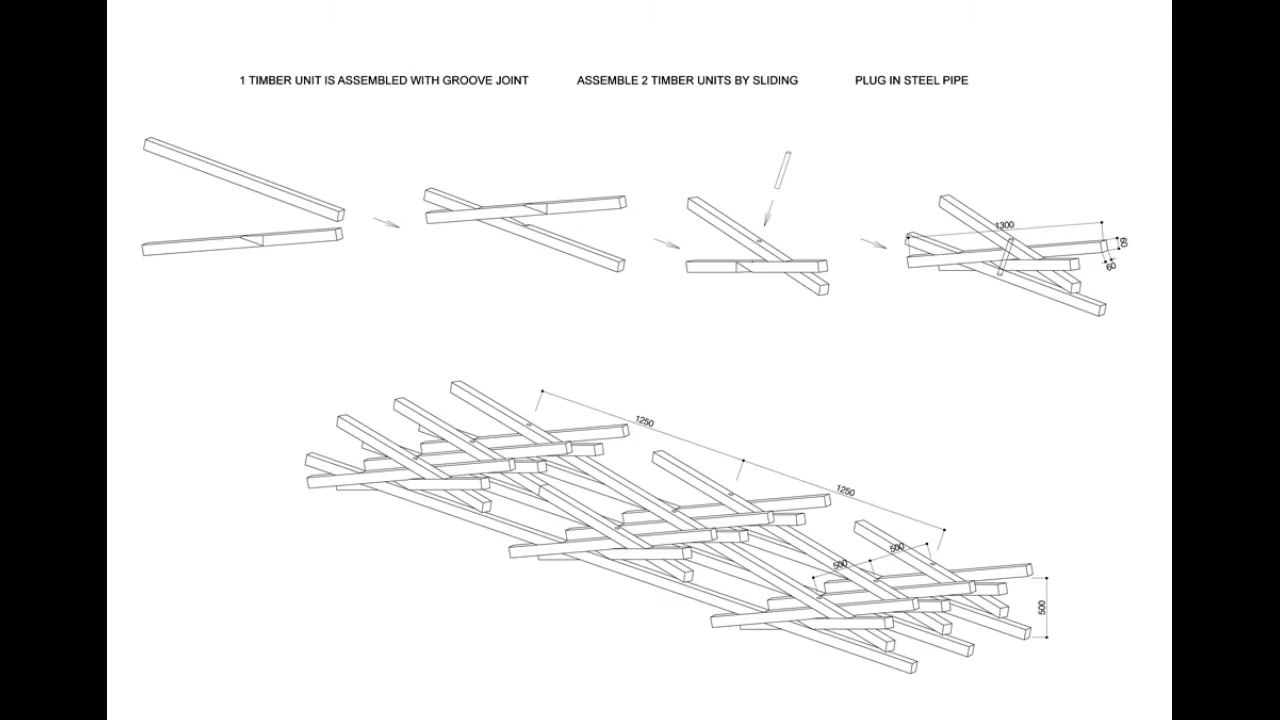 1 TIMBER UNIT IS ASSEMBLED WITH GROOVE JOINT
ASSEMBLE 2 TIMBER UNITS BY SLIDING
PLUG IN STEEL PIPE
1300
60
60
1250
1250
500
500
500